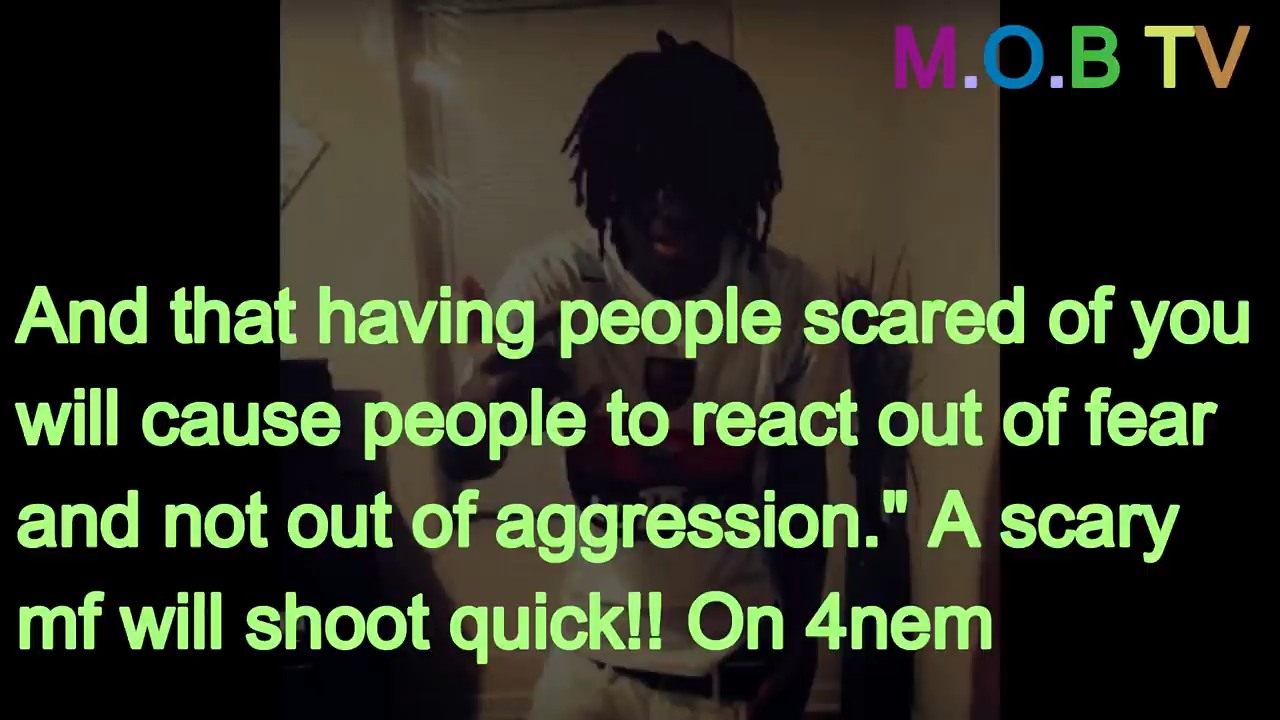 M.O.B TV
And that having people scared of you
will cause people to react out of fear
and not out of aggression." A scary
mf will shoot quick!! On 4nem